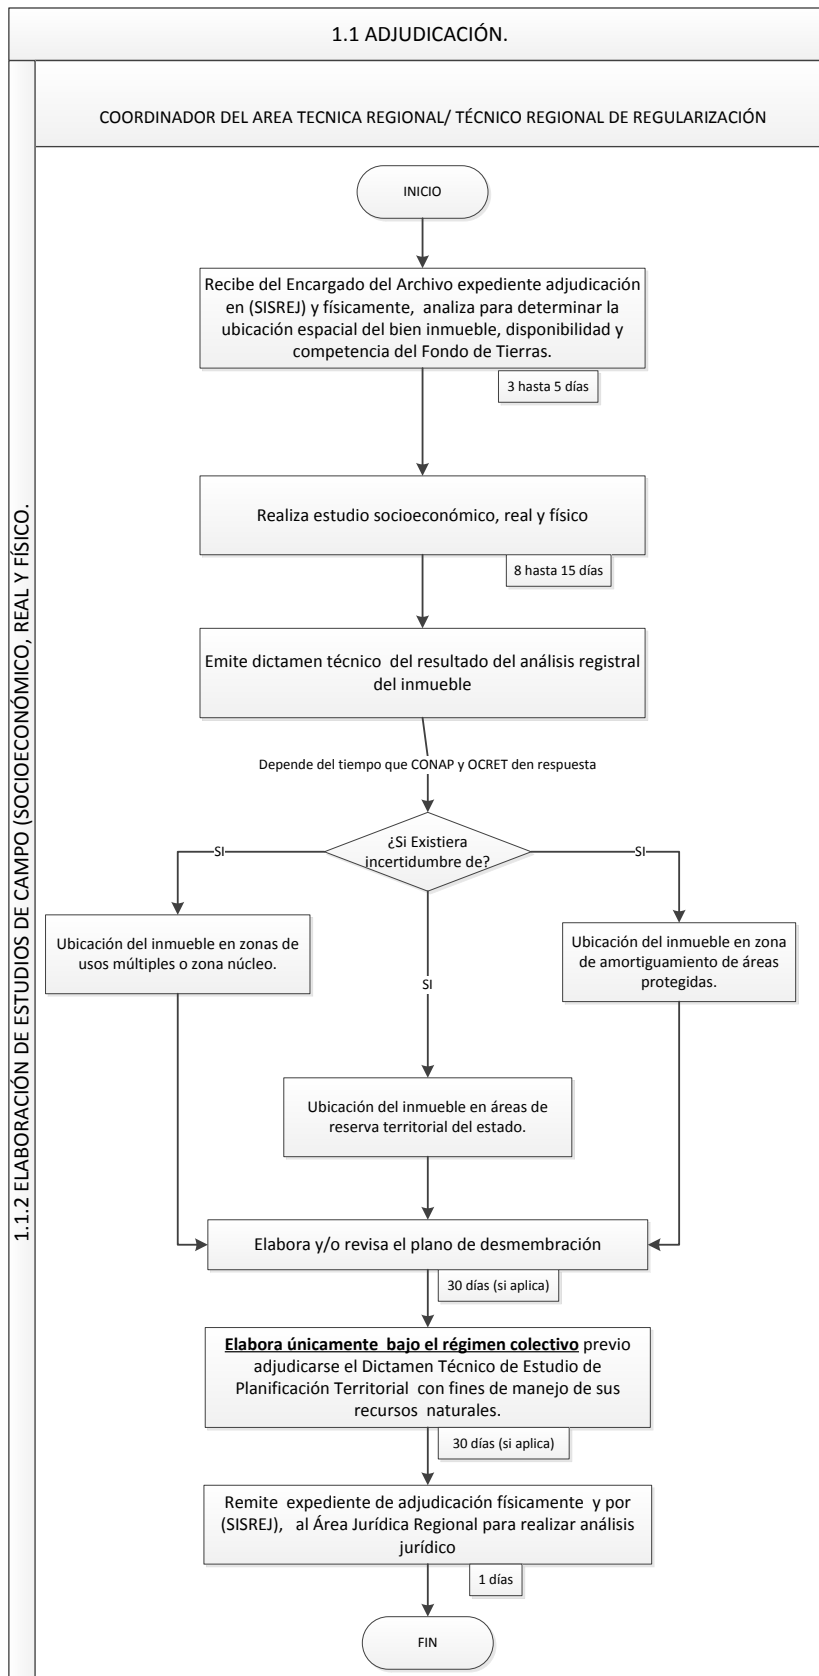 1.1 ADJUDICACIÓN.
COORDINADOR DEL AREA TECNICA REGIONAL/ TÉCNICO REGIONAL DE REGULARIZACIÓN
1.1.2 ELABORACIÓN DE ESTUDIOS DE CAMPO (SOCIOECONÓMICO, REAL Y FÍSICO.
INICIO
Recibe del Encargado del Archivo expediente adjudicación
en (SISREJ) y físicamente, analiza para determinar la
ubicación espacial del bien inmueble, disponibilidad y
competencia del Fondo de Tierras.
3 hasta 5 días
Realiza estudio socioeconómico, real y físico
8 hasta 15 días
Emite dictamen técnico del resultado del análisis registral
del inmueble
Depende del tiempo que CONAP y OCRET den respuesta
¿Si Existiera
incertidumbre de?
SI
SI
SI
Ubicación del inmueble en zonas de
usos múltiples o zona núcleo.
Ubicación del inmueble en zona
de amortiguamiento de áreas
protegidas.
Ubicación del inmueble en áreas de
reserva territorial del estado.
Elabora y/o revisa el plano de desmembración
30 días (si aplica)
Elabora únicamente bajo el régimen colectivo previo
adjudicarse el Dictamen Técnico de Estudio de
Planificación Territorial con fines de manejo de sus
recursos naturales.
30 días (si aplica)
Remite expediente de adjudicación físicamente y por
(SISREJ), al Área Jurídica Regional para realizar análisis
jurídico
1 días
FIN